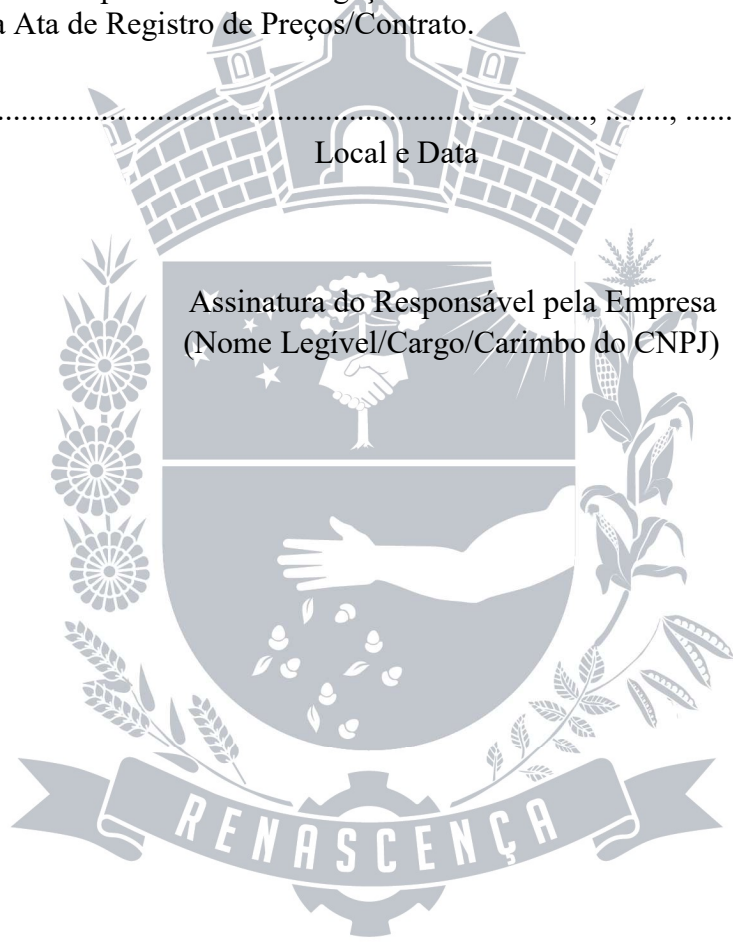 a Ata de Registro de Preços/Contrato.
...................................................................................., ........, ......
Local e Data
Assinatura do Responsável pela Empresa
(Nome Legível/Cargo/Carimbo do CNPJ)
RENASCENÇA